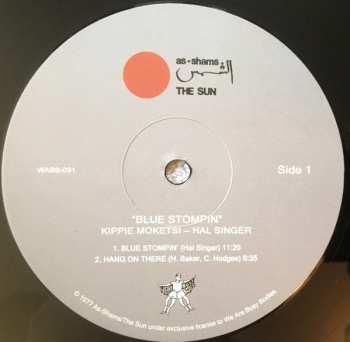 as•shams
الشمس
THE SUN
WABB-091
Side 1
"BLUE STOMPIN'"
KIPPIE MOKETSI – HAL SINGER
1. BLUE STOMPIN' (Hal Singer) 11:20
2. HANG ON THERE (H. Baker, C. Hodges) 6:35
© 1977 As-Shams/The Sun under exclusive license to We Are Busy Bodies